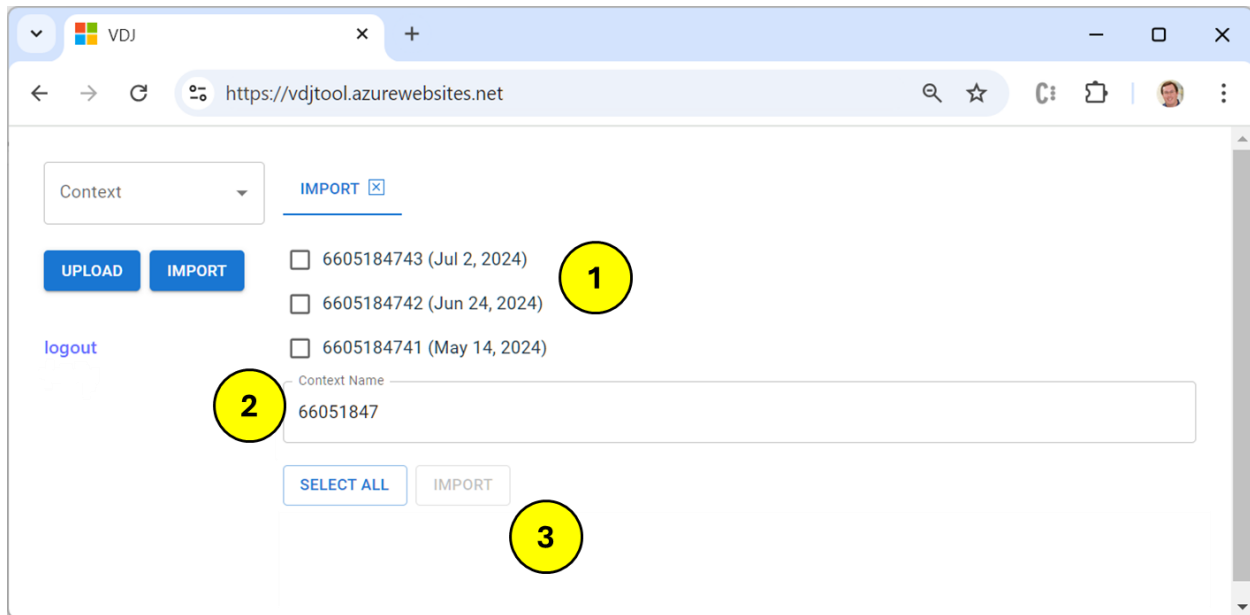 VDJ
https://vdjtool.azurewebsites.net
Context
IMPORT
UPLOAD
IMPORT
logout
6605184743 (Jul 2, 2024)
1
6605184742 (Jun 24, 2024)
6605184741 (May 14, 2024)
2
Context Name
66051847
SELECT ALL
IMPORT
3